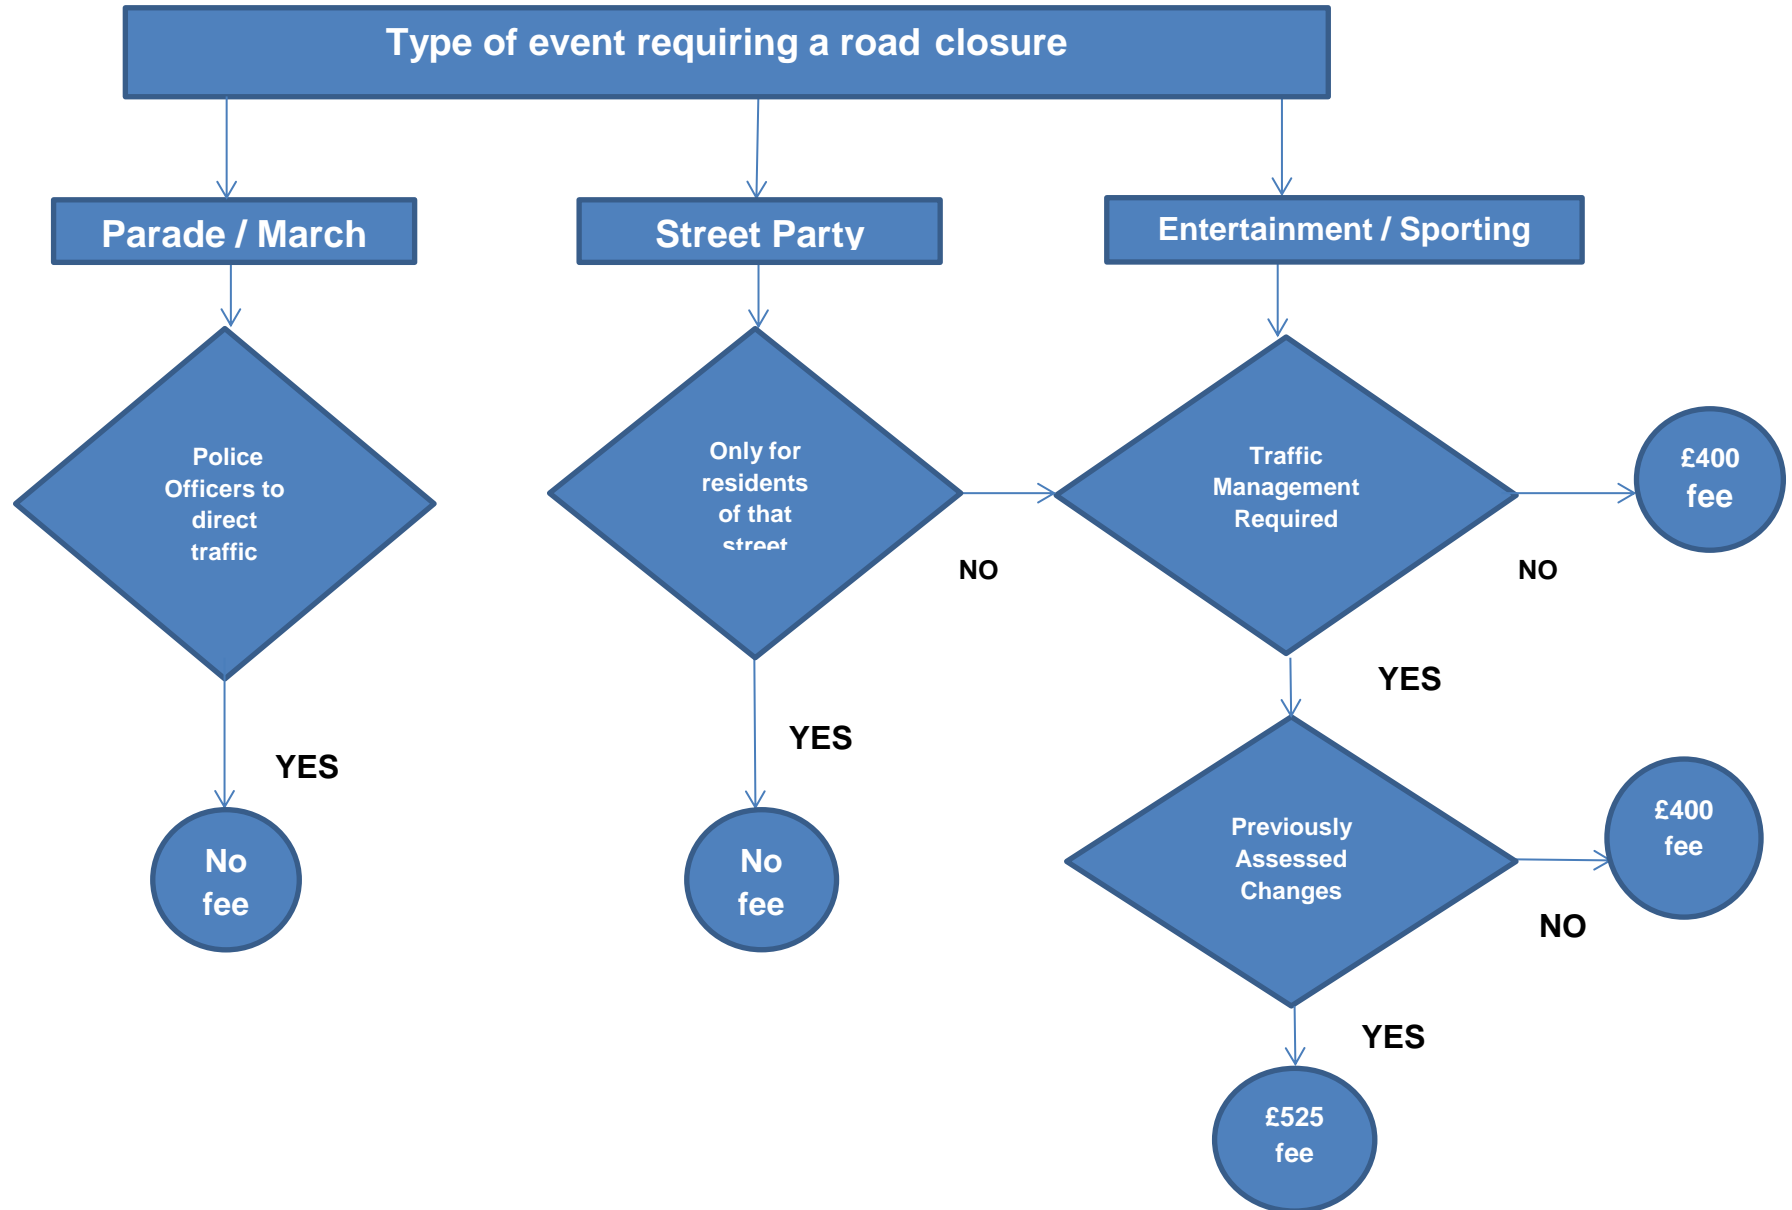 Type of event requiring a road closure
Parade / March
Street Party
Entertainment / Sporting
Police
Officers to
direct
traffic
Only for
residents
of that
street
NO
Traffic
Management
Required
NO
£400
fee
YES
YES
YES
No
fee
No
fee
Previously
Assessed
Changes
NO
£400
fee
YES
£525
fee